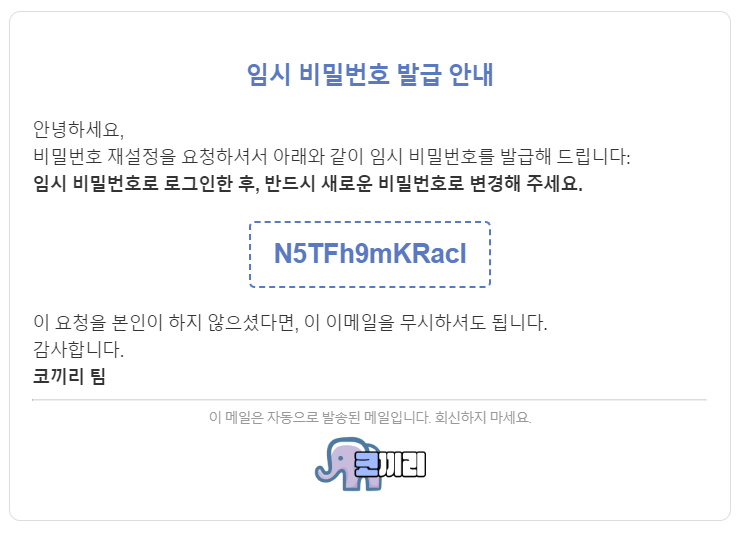 임시 비밀번호 발급 안내
안녕하세요,
비밀번호 재설정을 요청하셔서 아래와 같이 임시 비밀번호를 발급해 드립니다:
임시 비밀번호로 로그인한 후, 반드시 새로운 비밀번호로 변경해 주세요.
N5TFh9mKRacl
이 요청을 본인이 하지 않으셨다면, 이 이메일을 무시하셔도 됩니다.
감사합니다.
코끼리 팀
이 메일은 자동으로 발송된 메일입니다. 회신하지 마세요.
코끼리